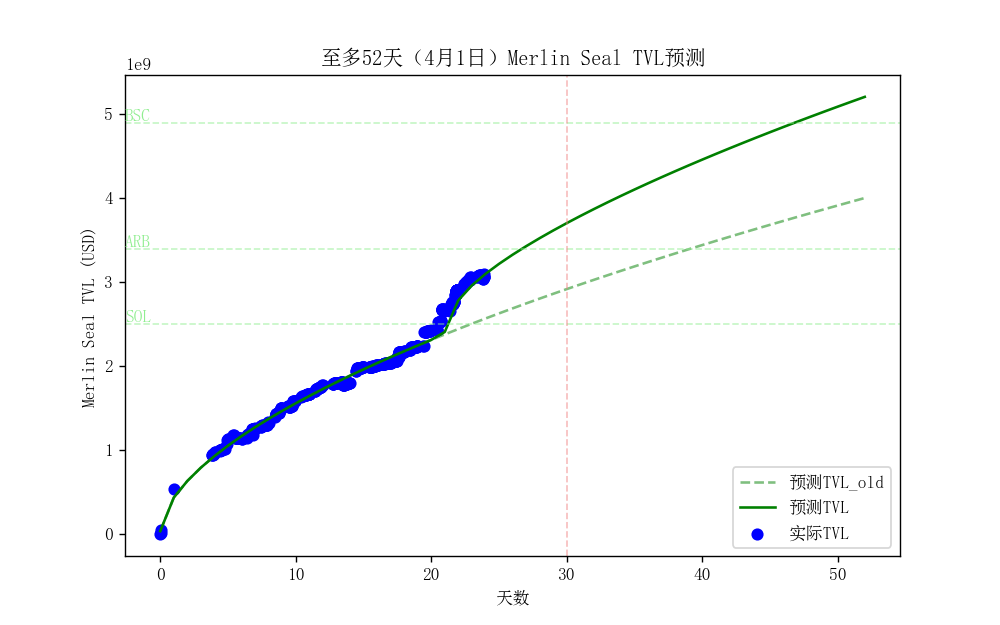 至多52天（4月1日）Merlin Seal TVL预测
1e9
5
4
3
2
1
0
BSC
ARB
SOL
Merlin Seal TVL (USD)
预测TVL_old
预测TVL
实际TVL
0 10 20 30 40 50
天数